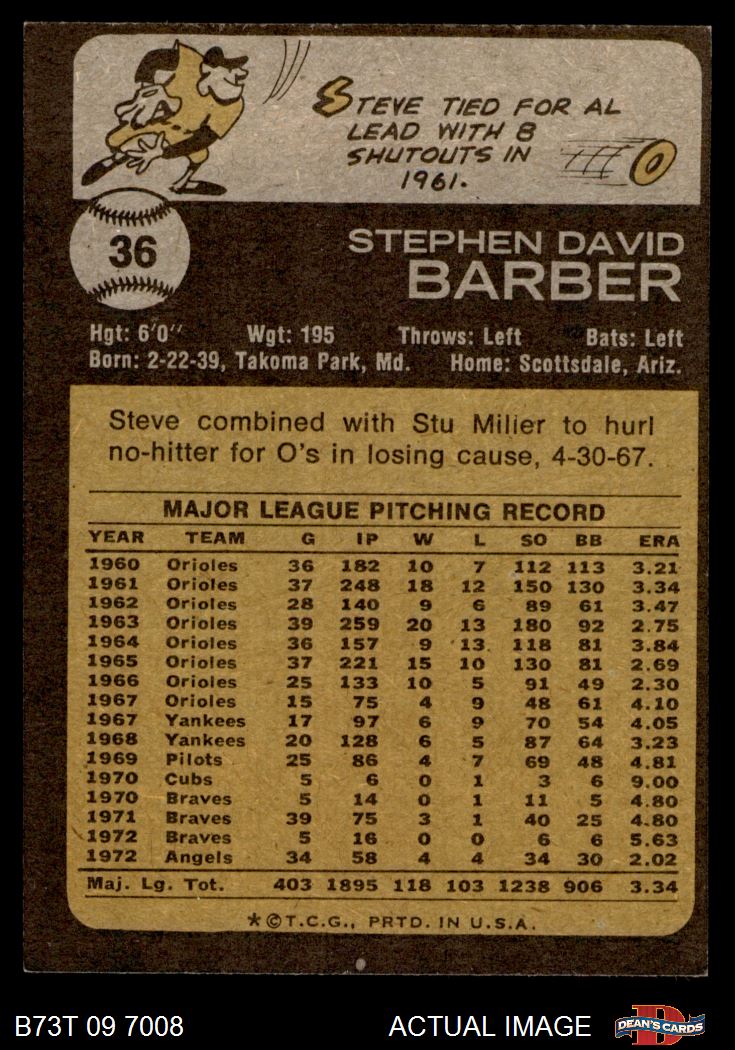 STEVE TIED FOR AL
LEAD WITH 8
SHUTOUTS IN
1961.
36
STEPHEN DAVID
BARBER
Hgt: 6'0" Wgt: 195 Throws: Left Bats: Left
Born: 2-22-39, Takoma Park, Md. Home: Scottsdale, Ariz.
Steve combined with Stu Miller to hurl
no-hitter for O's in losing cause, 4-30-67.
MAJOR LEAGUE PITCHING RECORD
YEAR TEAM G IP W L SO BB ERA
1960 Orioles 36 182 10 7 112 113 3.21
1961 Orioles 37 248 18 12 150 130 3.34
1962 Orioles 28 140 9 6 89 61 3.47
1963 Orioles 39 259 20 13 180 92 2.75
1964 Orioles 36 157 9 13 118 81 3.84
1965 Orioles 37 221 15 10 130 81 2.69
1966 Orioles 25 133 10 5 91 49 2.30
1967 Orioles 15 75 4 9 48 61 4.10
1967 Yankees 17 97 6 9 70 54 4.05
1968 Yankees 20 128 6 5 87 64 3.23
1969 Pilots 25 86 4 7 69 48 4.81
1970 Cubs 5 6 0 1 3 6 9.00
1970 Braves 5 14 0 1 11 5 4.80
1971 Braves 39 75 3 1 40 25 4.80
1972 Braves 5 16 0 0 6 6 5.63
1972 Angels 34 58 4 4 34 30 2.02
Maj. Lg. Tot. 403 1895 118 103 1238 906 3.34
*©T.C.G., PRTD. IN U.S.A.
B73T 09 7008 ACTUAL IMAGE DEAN'S CARDS